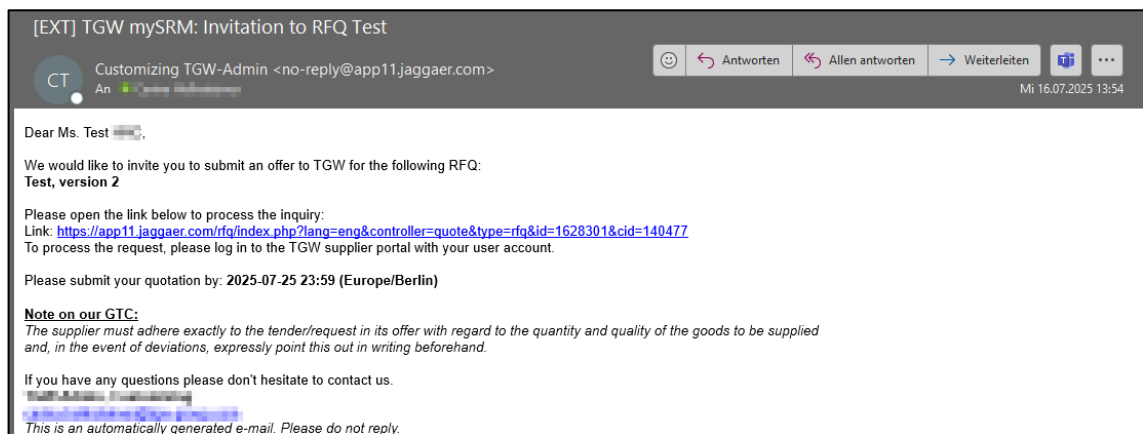 [EXT] TGW mySRM: Invitation to RFQ Test
CT
Customizing TGW-Admin <no-reply@app11.jaggaer.com>
An
Antworten
Allen antworten
Weiterleiten
Mi 16.07.2025 13:54
Dear Ms. Test
We would like to invite you to submit an offer to TGW for the following RFQ:
Test, version 2
Please open the link below to process the inquiry:
Link: https://app11.jaggaer.com/rfq/index.php?lang=eng&controller=quote&type=rfq&id=1628301&cid=140477
To process the request, please log in to the TGW supplier portal with your user account.
Please submit your quotation by: 2025-07-25 23:59 (Europe/Berlin)
Note on our GTC:
The supplier must adhere exactly to the tender/request in its offer with regard to the quantity and quality of the goods to be supplied
and, in the event of deviations, expressly point this out in writing beforehand.
If you have any questions please don't hesitate to contact us.
This is an automatically generated e-mail. Please do not reply.